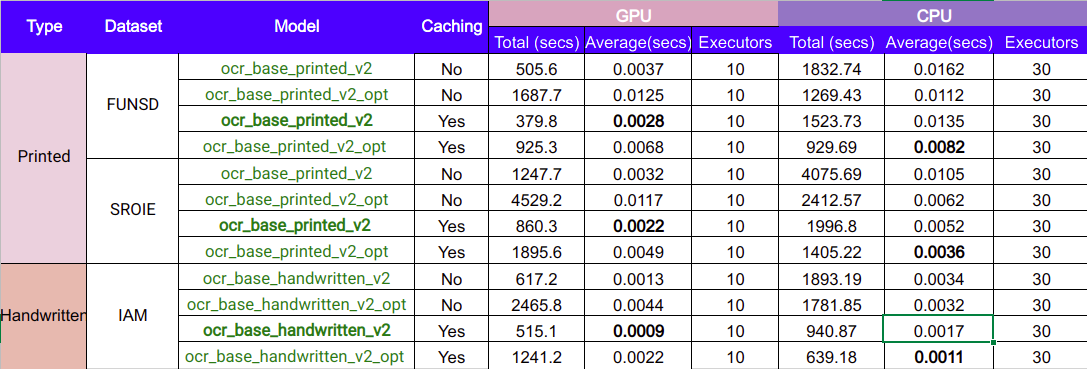 Type Dataset Model Caching GPU CPU
Total (secs) Average(secs) Executors Total (secs) Average(secs) Executors
Printed FUNSD ocr_base_printed_v2 No 505.6 0.0037 10 1832.74 0.0162 30
ocr_base_printed_v2_opt No 1687.7 0.0125 10 1269.43 0.0112 30
ocr_base_printed_v2 Yes 379.8 0.0028 10 1523.73 0.0135 30
ocr_base_printed_v2_opt Yes 925.3 0.0068 10 929.69 0.0082 30
SROIE ocr_base_printed_v2 No 1247.7 0.0032 10 4075.69 0.0105 30
ocr_base_printed_v2_opt No 4529.2 0.0117 10 2412.57 0.0062 30
ocr_base_printed_v2 Yes 860.3 0.0022 10 1996.8 0.0052 30
ocr_base_printed_v2_opt Yes 1895.6 0.0049 10 1405.22 0.0036 30
Handwritten IAM ocr_base_handwritten_v2 No 617.2 0.0013 10 1893.19 0.0034 30
ocr_base_handwritten_v2_opt No 2465.8 0.0044 10 1781.85 0.0032 30
ocr_base_handwritten_v2 Yes 515.1 0.0009 10 940.87 0.0017 30
ocr_base_handwritten_v2_opt Yes 1241.2 0.0022 10 639.18 0.0011 30